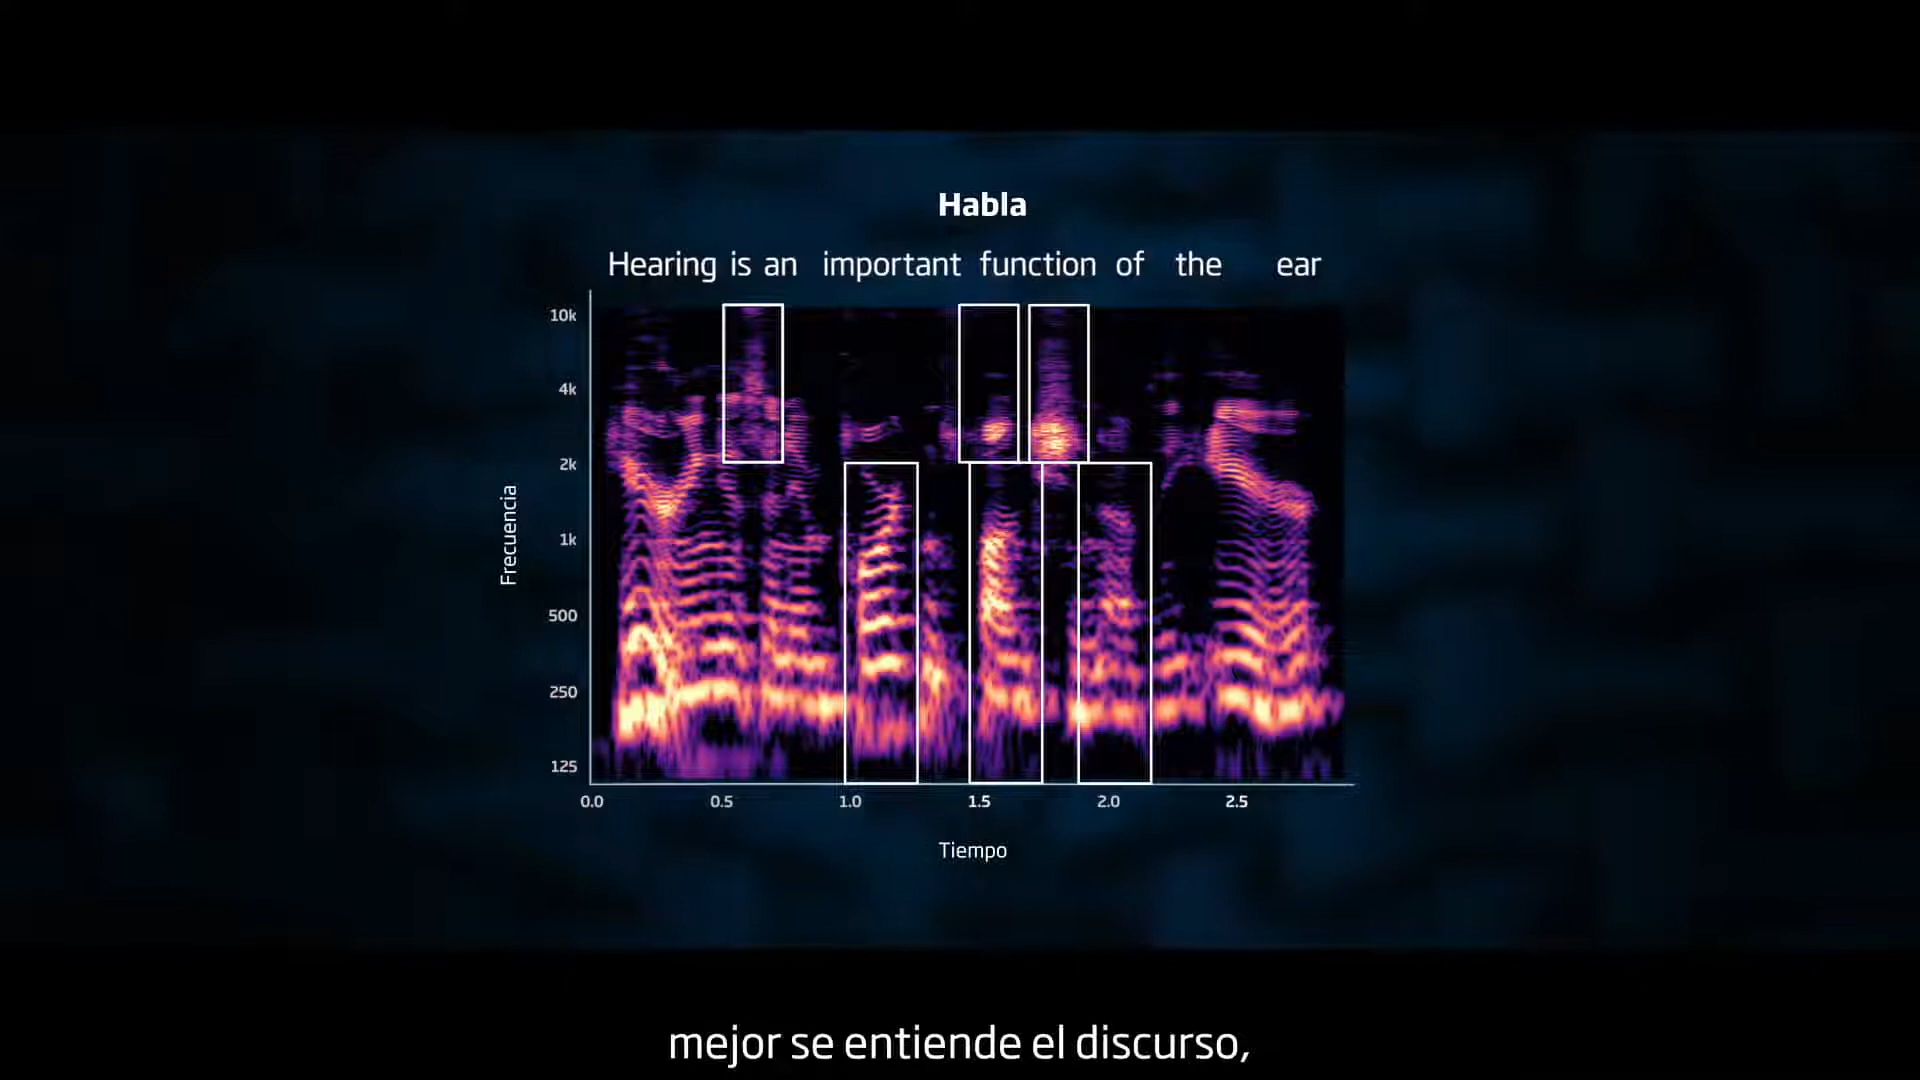 Habla
Hearing is an important function of the ear
10k
4k
2k
1k
500
250
125
Frecuencia
0.0 0.5 1.0 1.5 2.0 2.5
Tiempo
mejor se entiende el discurso,